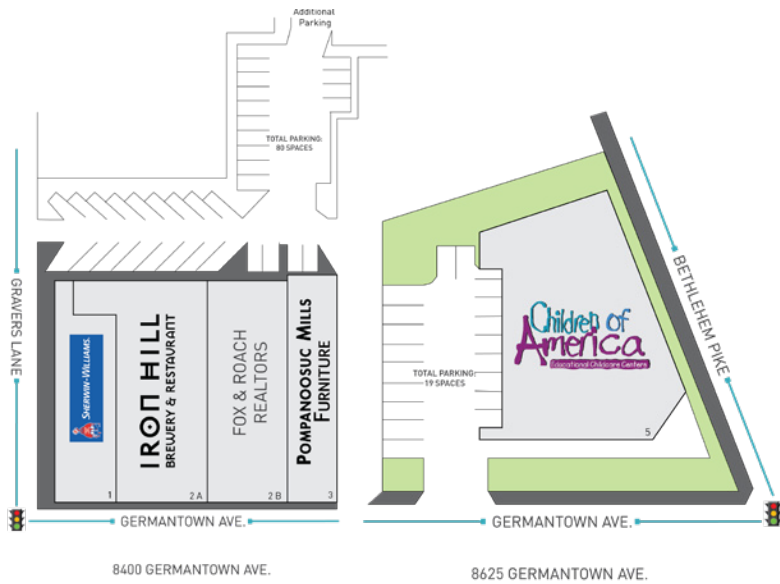 Additional
Parking
TOTAL PARKING:
80 SPACES
GRAVERS LANE
SHERWIN-WILLIAMS.
IRON HILL
BREWERY & RESTAURANT
FOX & ROACH
REALTORS
POMPANOOSUC MILLS
FURNITURE
1
2 A
2 B
3
GERMANTOWN AVE.
8400 GERMANTOWN AVE.
BETHLEHEM PIKE
Children of
America
Educational Childcare Centers
TOTAL PARKING:
19 SPACES
5
GERMANTOWN AVE.
8625 GERMANTOWN AVE.